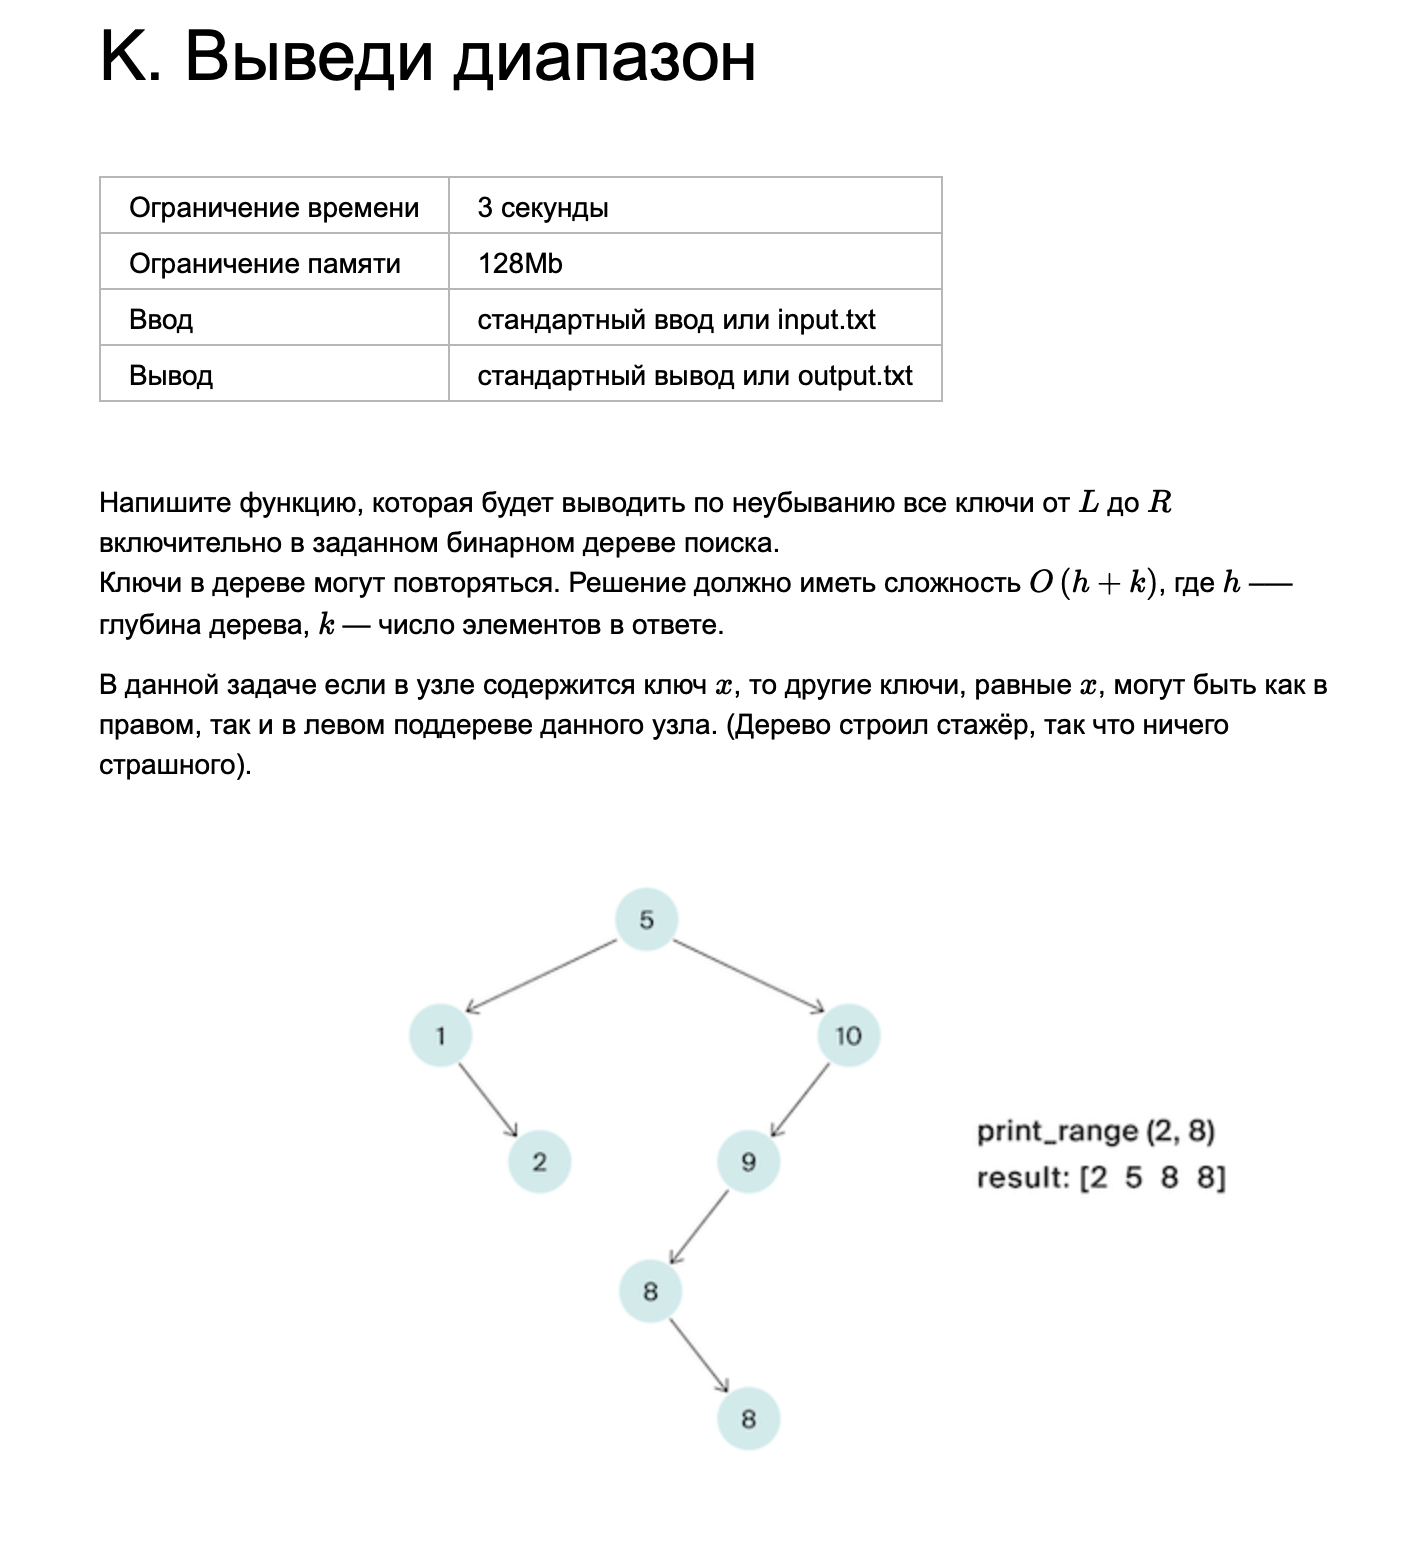 K. Выведи диапазон
Ограничение времени 3 секунды
Ограничение памяти 128Mb
Ввод стандартный ввод или input.txt
Вывод стандартный вывод или output.txt
Напишите функцию, которая будет выводить по неубыванию все ключи от L до R
включительно в заданном бинарном дереве поиска.
Ключи в дереве могут повторяться. Решение должно иметь сложность O (h + k), где h —
глубина дерева, k — число элементов в ответе.
В данной задаче если в узле содержится ключ x, то другие ключи, равные x, могут быть как в
правом, так и в левом поддереве данного узла. (Дерево строил стажёр, так что ничего
страшного).
5
1 10
2 9
print_range (2, 8)
result: [2 5 8 8]
8
8